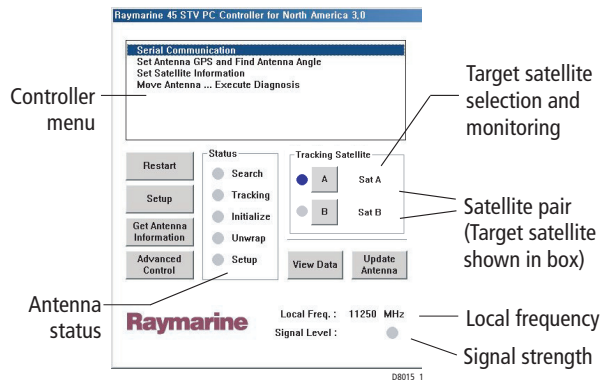 Raymarine 45 STV PC Controller for North America 3,0
Serial Communication
Set Antenna GPS and Find Antenna Angle
Set Satellite Information
Move Antenna ... Execute Diagnosis
Controller
menu
Target satellite
selection and
monitoring
Restart
Setup
Get Antenna
Information
Advanced
Control
Status
Search
Tracking
Initialize
Unwrap
Setup
Tracking Satellite
A
Sat A
B
Sat B
Satellite pair
(Target satellite
shown in box)
View Data
Update
Antenna
Antenna
status
Raymarine
Local Freq. : 11250 MHz
Signal Level :
Local frequency
Signal strength
D8015_1